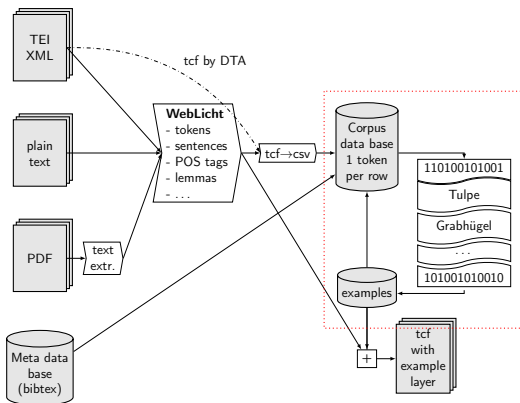 TEI
XML
tcf by DTA
plain
text
PDF
text
extr.
Meta data
base
(bibtex)
WebLicht
- tokens
- sentences
- POS tags
- lemmas
- ...
tcf→csv
Corpus
data base
1 token
per row
110100101001
Tulpe
Grabhügel
...
101001010010
examples
+
tcf
with
example
layer